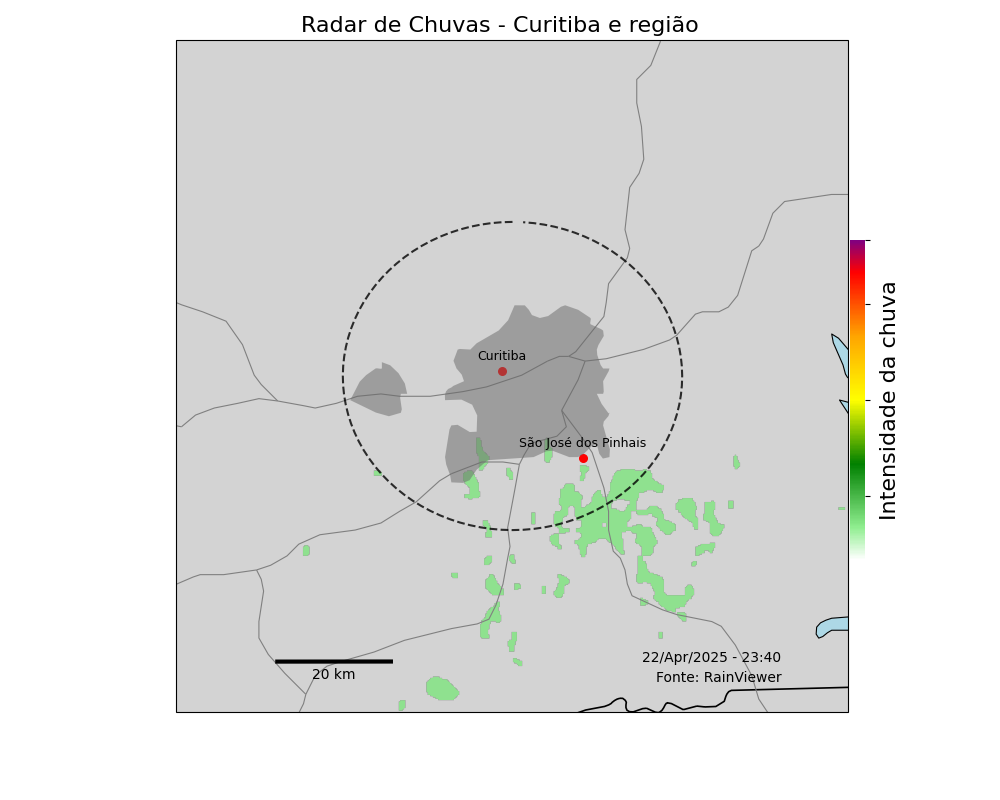 Radar de Chuvas - Curitiba e região
Curitiba
São José dos Pinhais
Intensidade da chuva
20 km
22/Apr/2025 - 23:40
Fonte: RainViewer